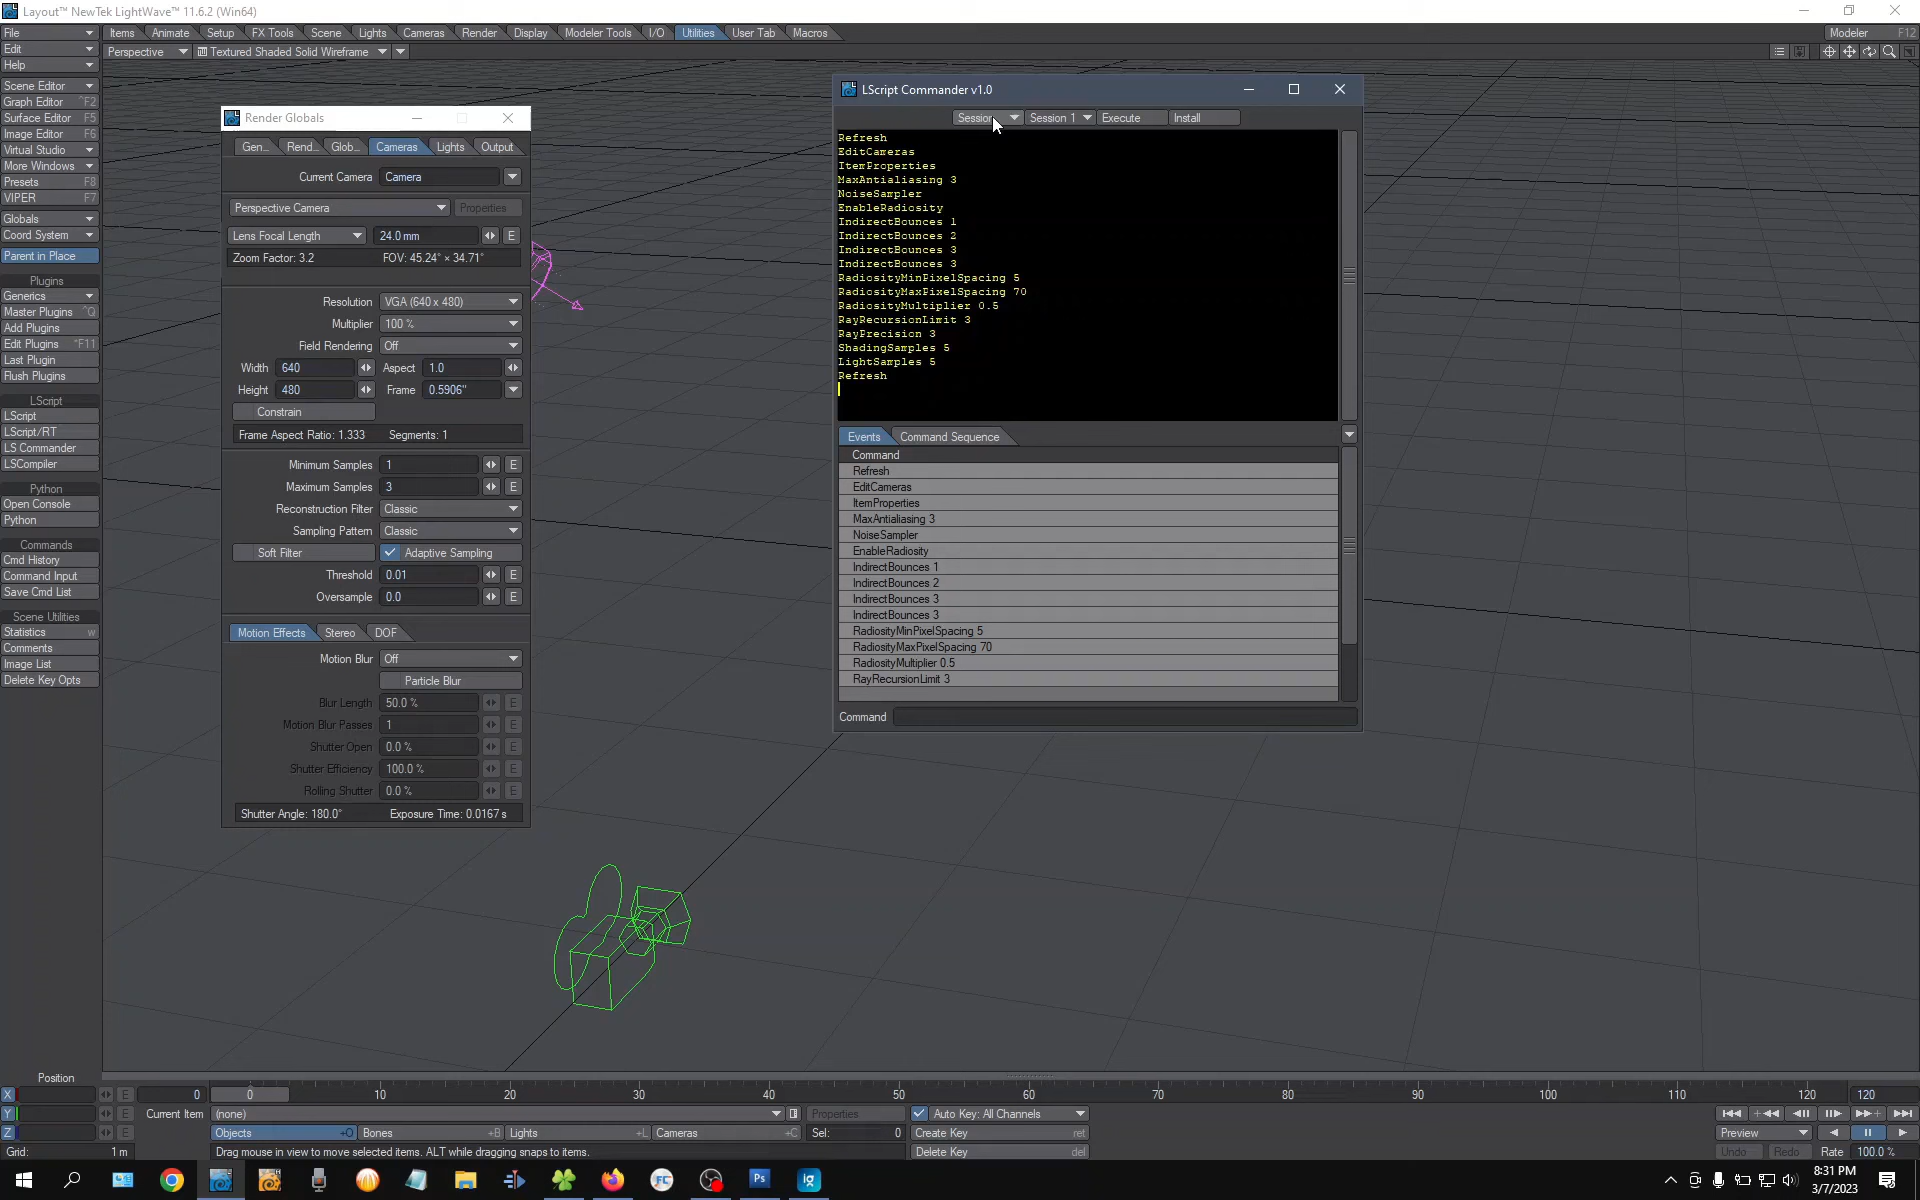 Layout™ NewTek LightWave™ 11.6.2 (Win64)
File
Items
Animate
Setup
FX Tools
Scene
Lights
Cameras
Render
Display
Modeler Tools
I/O
Utilities
User Tab
Macros
Modeler F12
Edit
Perspective
Textured Shaded Solid Wireframe
Help
Scene Editor
Graph Editor ^F2
Surface Editor F5
Image Editor F6
Virtual Studio
More Windows
Presets F8
VIPER F7
Globals
Coord System
Parent in Place
Plugins
Generics
Master Plugins ^Q
Add Plugins
Edit Plugins ^F11
Last Plugin
Flush Plugins
LScript
LScript
LScript/RT
LS Commander
LSCompiler
Python
Open Console
Python
Commands
Cmd History
Command Input
Save Cmd List
Scene Utilities
Statistics w
Comments
Image List
Delete Key Opts
Render Globals
Gen...
Rend...
Glob...
Cameras
Lights
Output
Current Camera Camera
Perspective Camera
Properties
Lens Focal Length 24.0 mm E
Zoom Factor: 3.2 FOV: 45.24° × 34.71°
Resolution VGA (640 x 480)
Multiplier 100 %
Field Rendering Off
Width 640 Aspect 1.0
Height 480 Frame 0.5906"
Constrain
Frame Aspect Ratio: 1.333 Segments: 1
Minimum Samples 1 E
Maximum Samples 3 E
Reconstruction Filter Classic
Sampling Pattern Classic
Soft Filter Adaptive Sampling
Threshold 0.01 E
Oversample 0.0 E
Motion Effects Stereo DOF
Motion Blur Off
Particle Blur
Blur Length 50.0 % E
Motion Blur Passes 1 E
Shutter Open 0.0 % E
Shutter Efficiency 100.0 % E
Rolling Shutter 0.0 % E
Shutter Angle: 180.0° Exposure Time: 0.0167 s
LScript Commander v1.0
Session
Session 1
Execute
Install
Refresh
EditCameras
ItemProperties
MaxAntialiasing 3
NoiseSampler
EnableRadiosity
IndirectBounces 1
IndirectBounces 2
IndirectBounces 3
IndirectBounces 3
RadiosityMinPixelSpacing 5
RadiosityMaxPixelSpacing 70
RadiosityMultiplier 0.5
RayRecursionLimit 3
RayPrecision 3
ShadingSamples 5
LightSamples 5
Refresh
Events Command Sequence
Command
Refresh
EditCameras
ItemProperties
MaxAntialiasing 3
NoiseSampler
EnableRadiosity
IndirectBounces 1
IndirectBounces 2
IndirectBounces 3
IndirectBounces 3
RadiosityMinPixelSpacing 5
RadiosityMaxPixelSpacing 70
RadiosityMultiplier 0.5
RayRecursionLimit 3
Command
Position
X E 0 0 10 20 30 40 50 60 70 80 90 100 110 120 120
Y E Current Item (none) Properties Auto Key: All Channels
Z E Objects +O Bones +B Lights +L Cameras +C Sel: 0 Create Key ret Preview
Grid: 1 m Drag mouse in view to move selected items. ALT while dragging snaps to items. Delete Key del Undo Redo Rate 100.0 %
FC
Ps
Ig
8:31 PM
3/7/2023